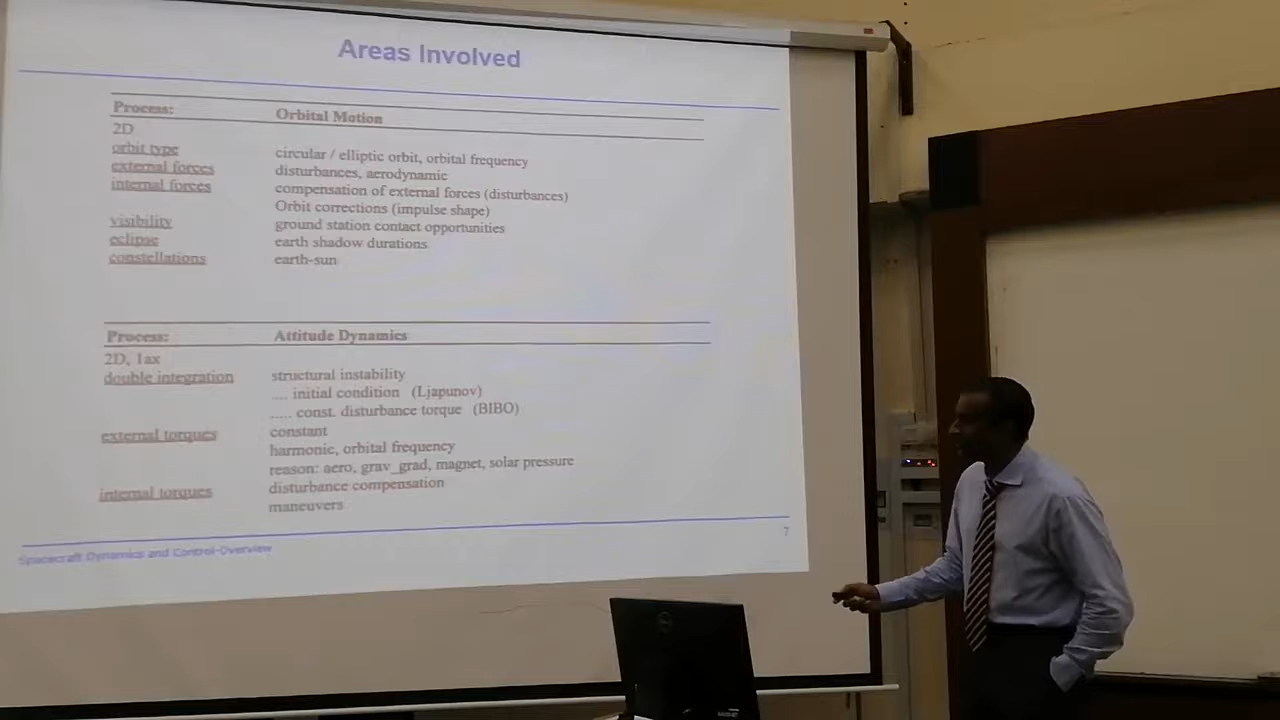 Areas Involved
Process: Orbital Motion
2D
orbit type circular / elliptic orbit, orbital frequency
external forces disturbances, aerodynamic
internal forces compensation of external forces (disturbances)
Orbit corrections (impulse shape)
visibility ground station contact opportunities
eclipse earth shadow durations
constellations earth-sun
Process: Attitude Dynamics
2D, 1ax
double integration structural instability
.... initial condition (Ljapunov)
..... const. disturbance torque (BIBO)
external torques constant
harmonic, orbital frequency
reason: aero, grav_grad, magnet, solar pressure
internal torques disturbance compensation
maneuvers
Spacecraft Dynamics and Control-Overview
7
DELL